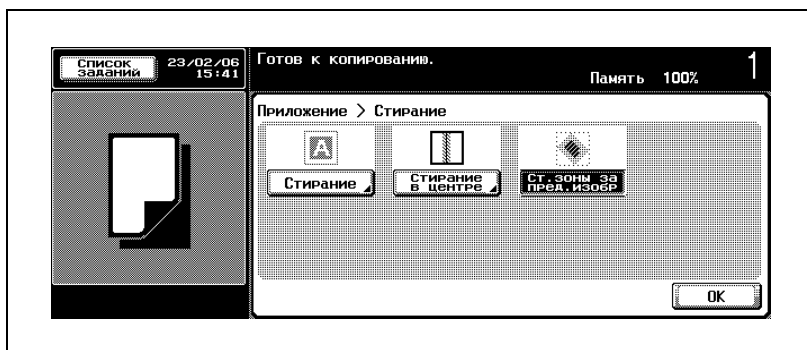 Список
заданий
23/02/06
15:41
Готов к копированию.
Память 100%
1
Приложение > Стирание
A
Стирание
Стирание
в центре
Ст.зоны за
пред.изобр
OK